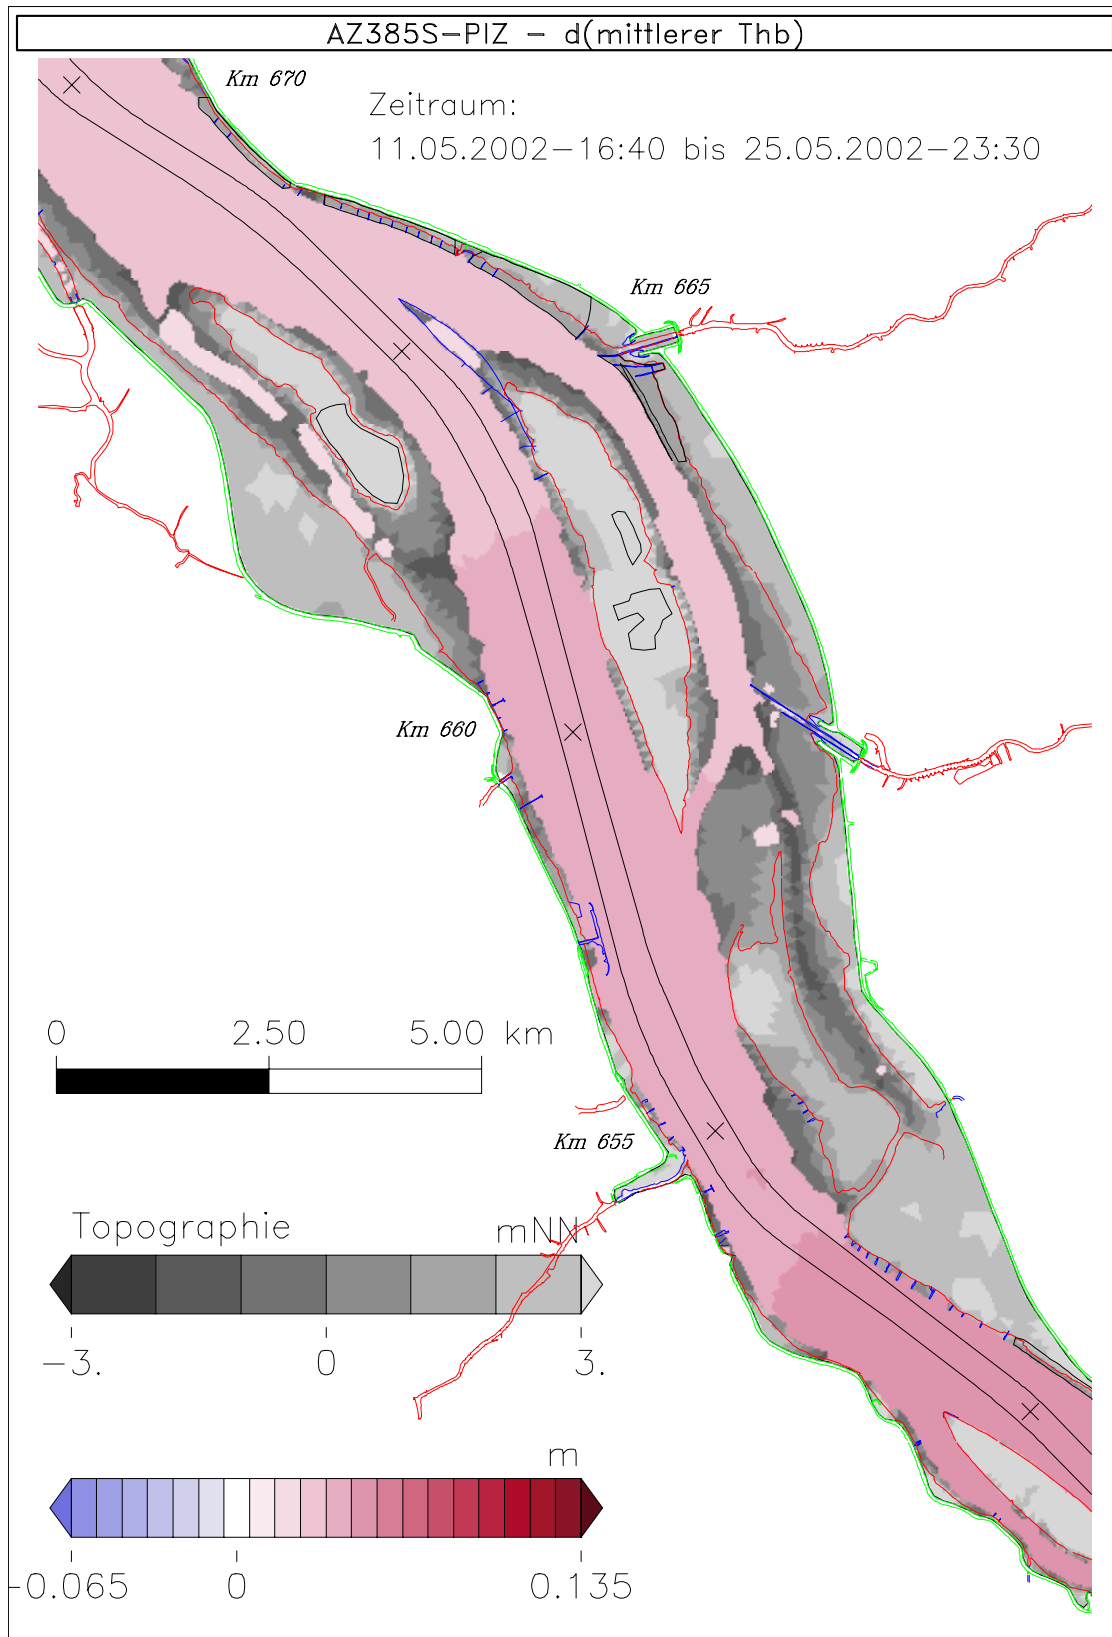 AZ385S-PIZ - d(mittlerer Thb)
Km 670
Zeitraum:
11.05.2002-16:40 bis 25.05.2002-23:30
Km 665
Km 660
0 2.50 5.00 km
Km 655
Topographie mNN
-3. 0 3.
m
-0.065 0 0.135